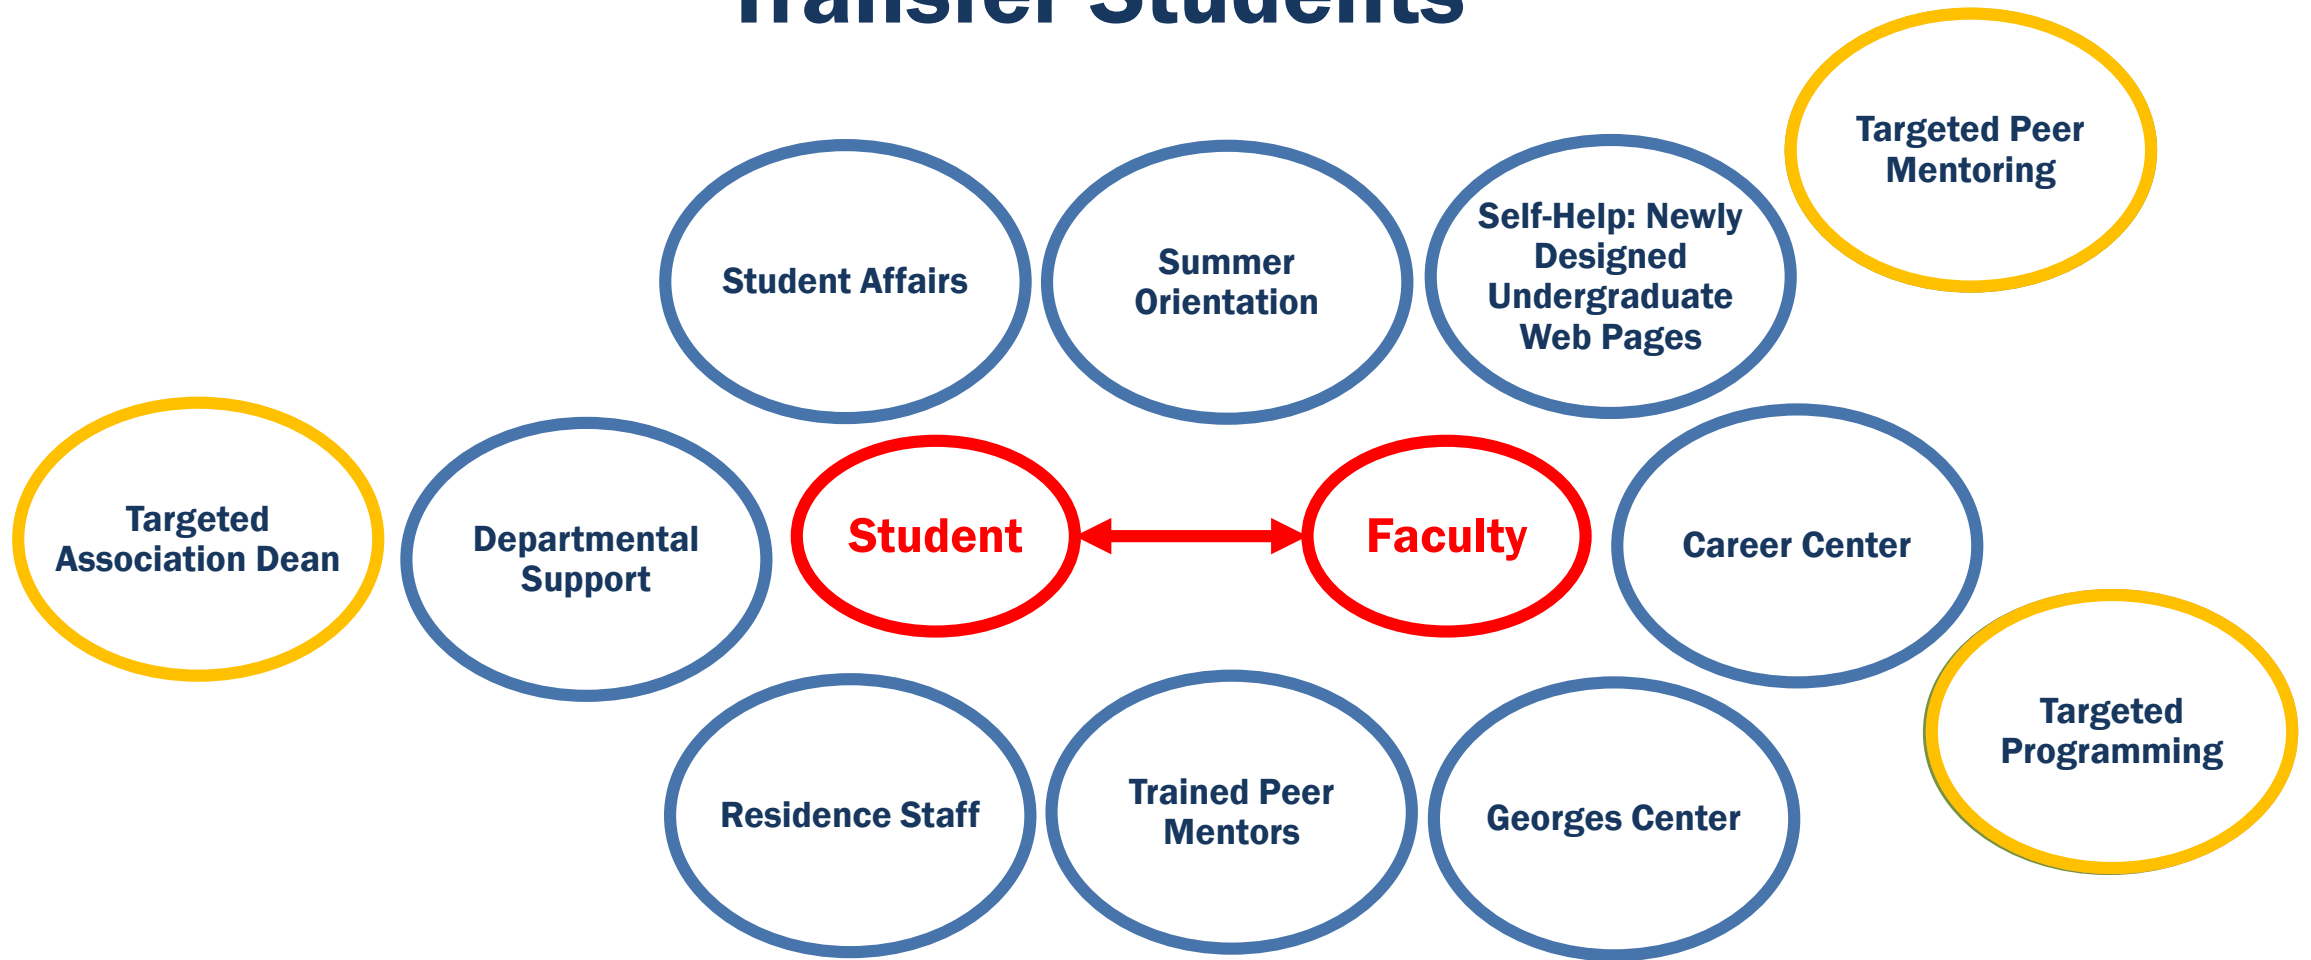 Transfer Students
Targeted Peer
Mentoring
Student Affairs
Summer
Orientation
Self-Help: Newly
Designed
Undergraduate
Web Pages
Targeted
Association Dean
Departmental
Support
Student
Faculty
Career Center
Targeted
Programming
Residence Staff
Trained Peer
Mentors
Georges Center